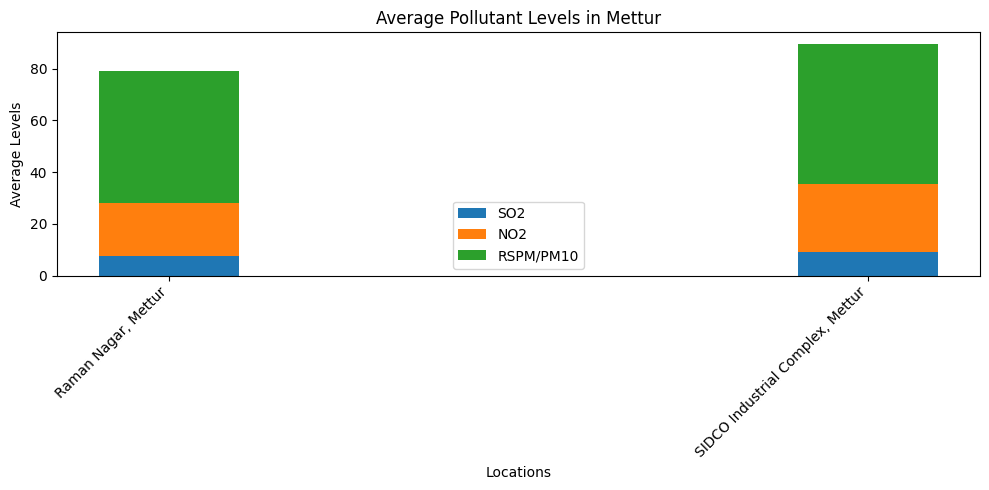 Average Pollutant Levels in Mettur
Average Levels
80
60
40
20
0
SO2
NO2
RSPM/PM10
Raman Nagar, Mettur
SIDCO Industrial Complex, Mettur
Locations